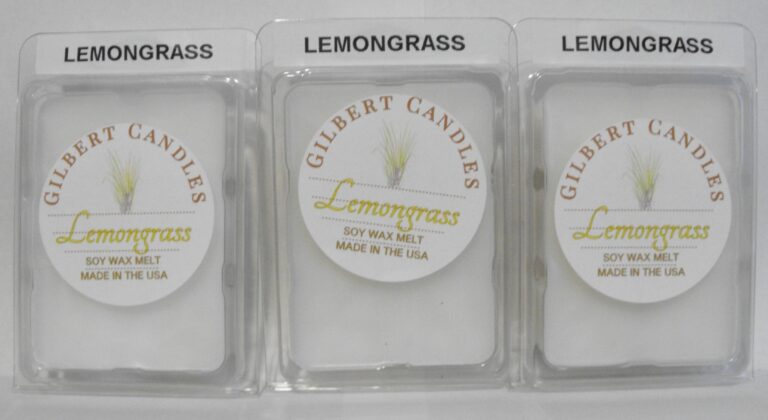 LEMONGRASS
GILBERT CANDLES
Lemongrass
SOY WAX MELT
MADE IN THE USA
LEMONGRASS
GILBERT CANDLES
Lemongrass
SOY WAX MELT
MADE IN THE USA
LEMONGRASS
GILBERT CANDLES
Lemongrass
SOY WAX MELT
MADE IN THE USA